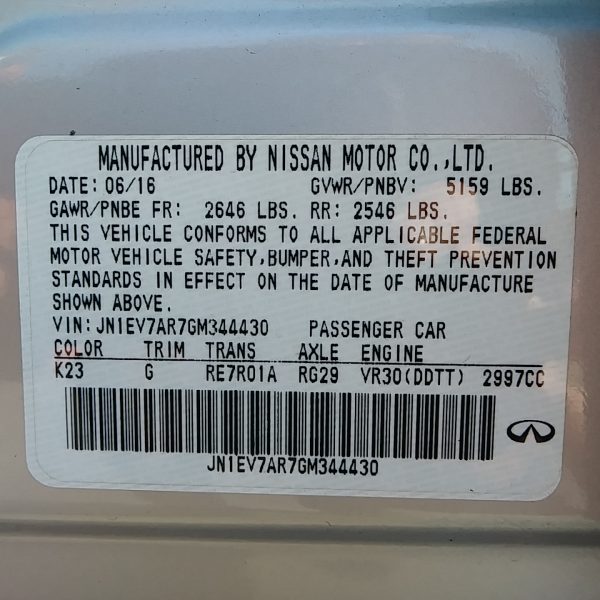 MANUFACTURED BY NISSAN MOTOR CO.,LTD.
DATE: 06/16 GVWR/PNBV: 5159 LBS.
GAWR/PNBE FR: 2646 LBS. RR: 2546 LBS.
THIS VEHICLE CONFORMS TO ALL APPLICABLE FEDERAL
MOTOR VEHICLE SAFETY,BUMPER,AND THEFT PREVENTION
STANDARDS IN EFFECT ON THE DATE OF MANUFACTURE
SHOWN ABOVE.
VIN:JN1EV7AR7GM344430 PASSENGER CAR
COLOR TRIM TRANS AXLE ENGINE
K23 G RE7R01A RG29 VR30(DDTT) 2997CC
JN1EV7AR7GM344430